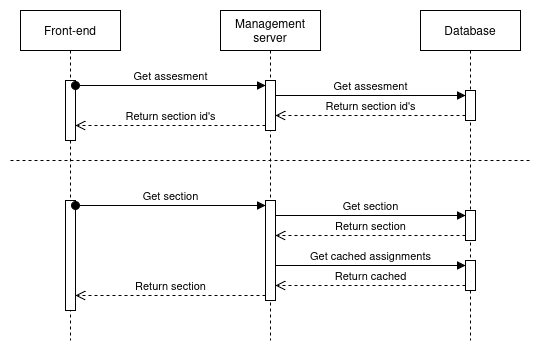 Front-end
Management
server
Database
Get assesment
Get assesment
Return section id's
Return section id's
Get section
Get section
Return section
Get cached assignments
Return cached
Return section